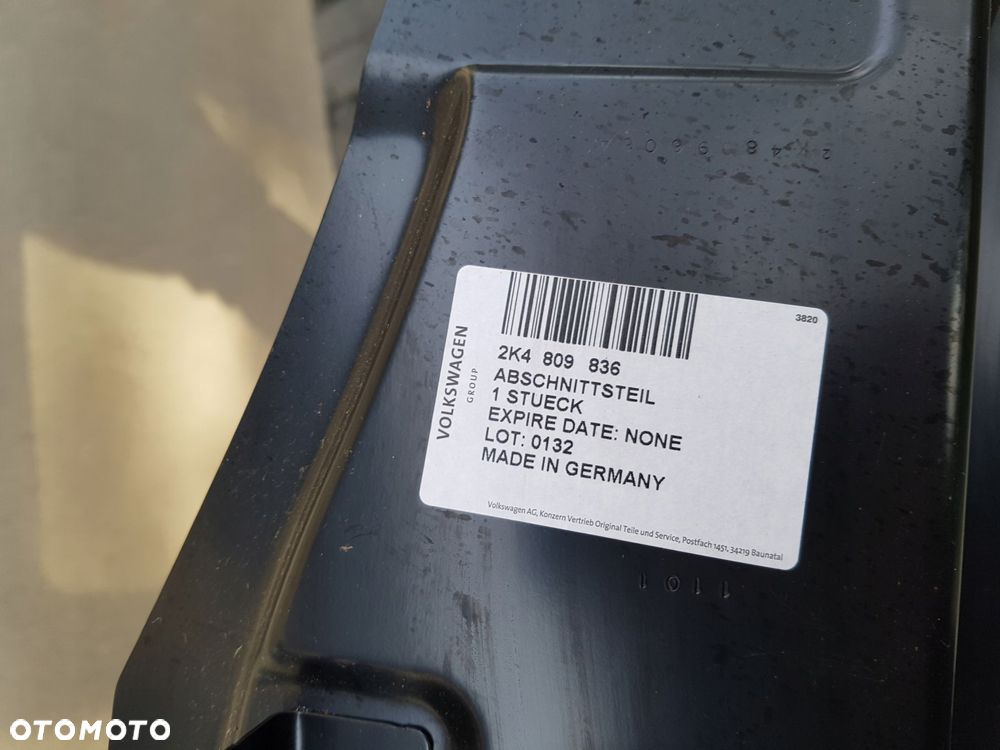 3820
VOLKSWAGEN
GROUP
2K4 809 836
ABSCHNITTSTEIL
1 STUECK
EXPIRE DATE: NONE
LOT: 0132
MADE IN GERMANY
Volkswagen AG, Konzern Vertrieb Original Teile und Service, Postfach 1451, 34219 Baunatal
1101
OTOMOTO